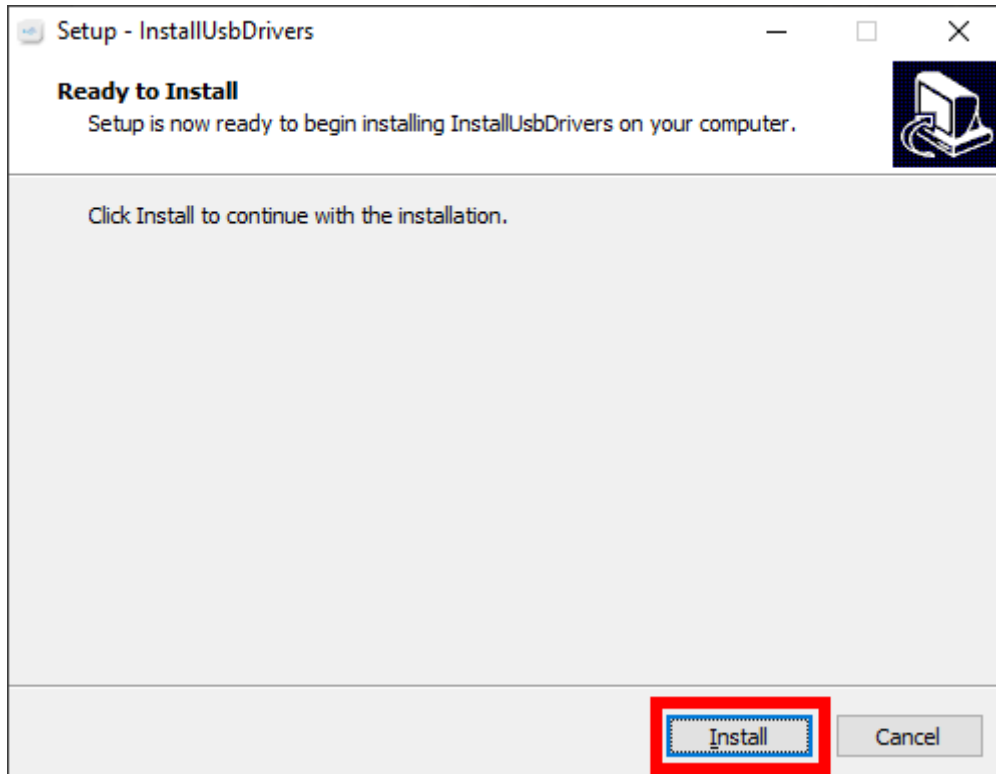 Setup - InstallUsbDrivers
Ready to Install
Setup is now ready to begin installing InstallUsbDrivers on your computer.
Click Install to continue with the installation.
Install
Cancel